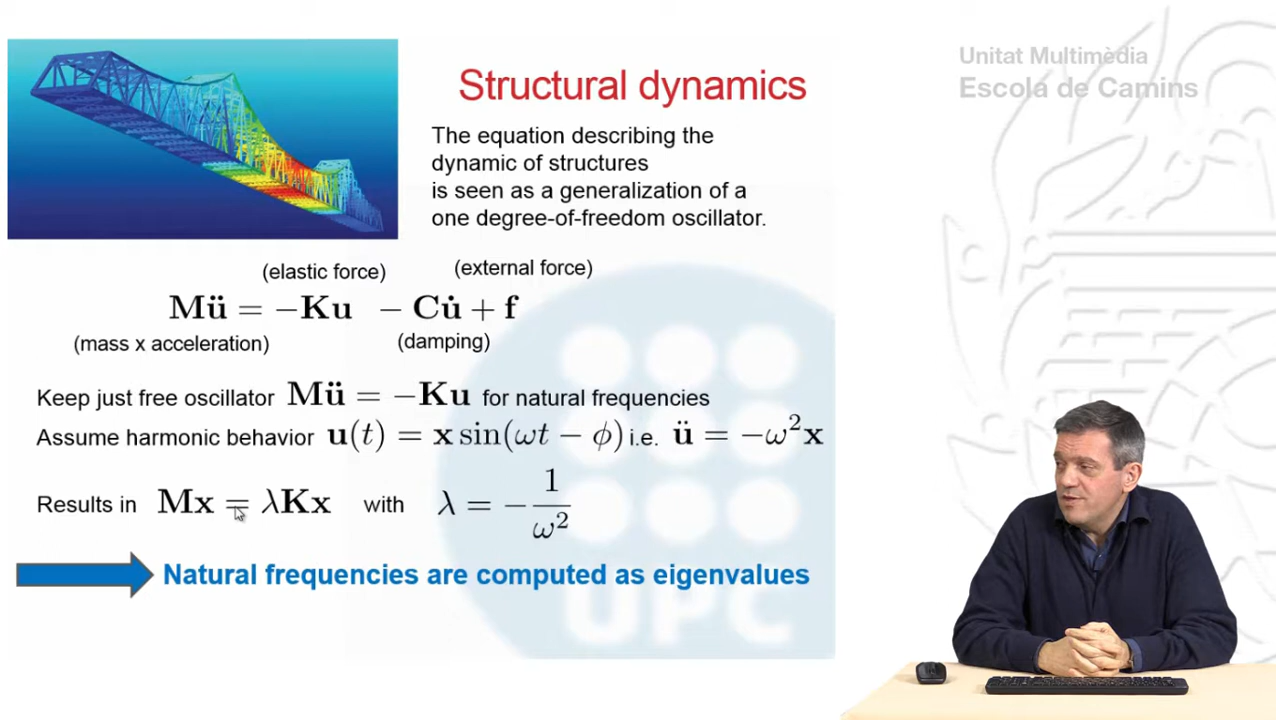 Unitat Multimèdia
Escola de Camins
Structural dynamics
The equation describing the
dynamic of structures
is seen as a generalization of a
one degree-of-freedom oscillator.
(elastic force) (external force)
Mü = −Ku − Cu̇ + f
(mass x acceleration) (damping)
Keep just free oscillator Mü = −Ku for natural frequencies
Assume harmonic behavior u(t) = x sin(ωt − ϕ) i.e. ü = −ω²x
Results in Mx = λKx with λ = − 1/ω²
Natural frequencies are computed as eigenvalues
UPC